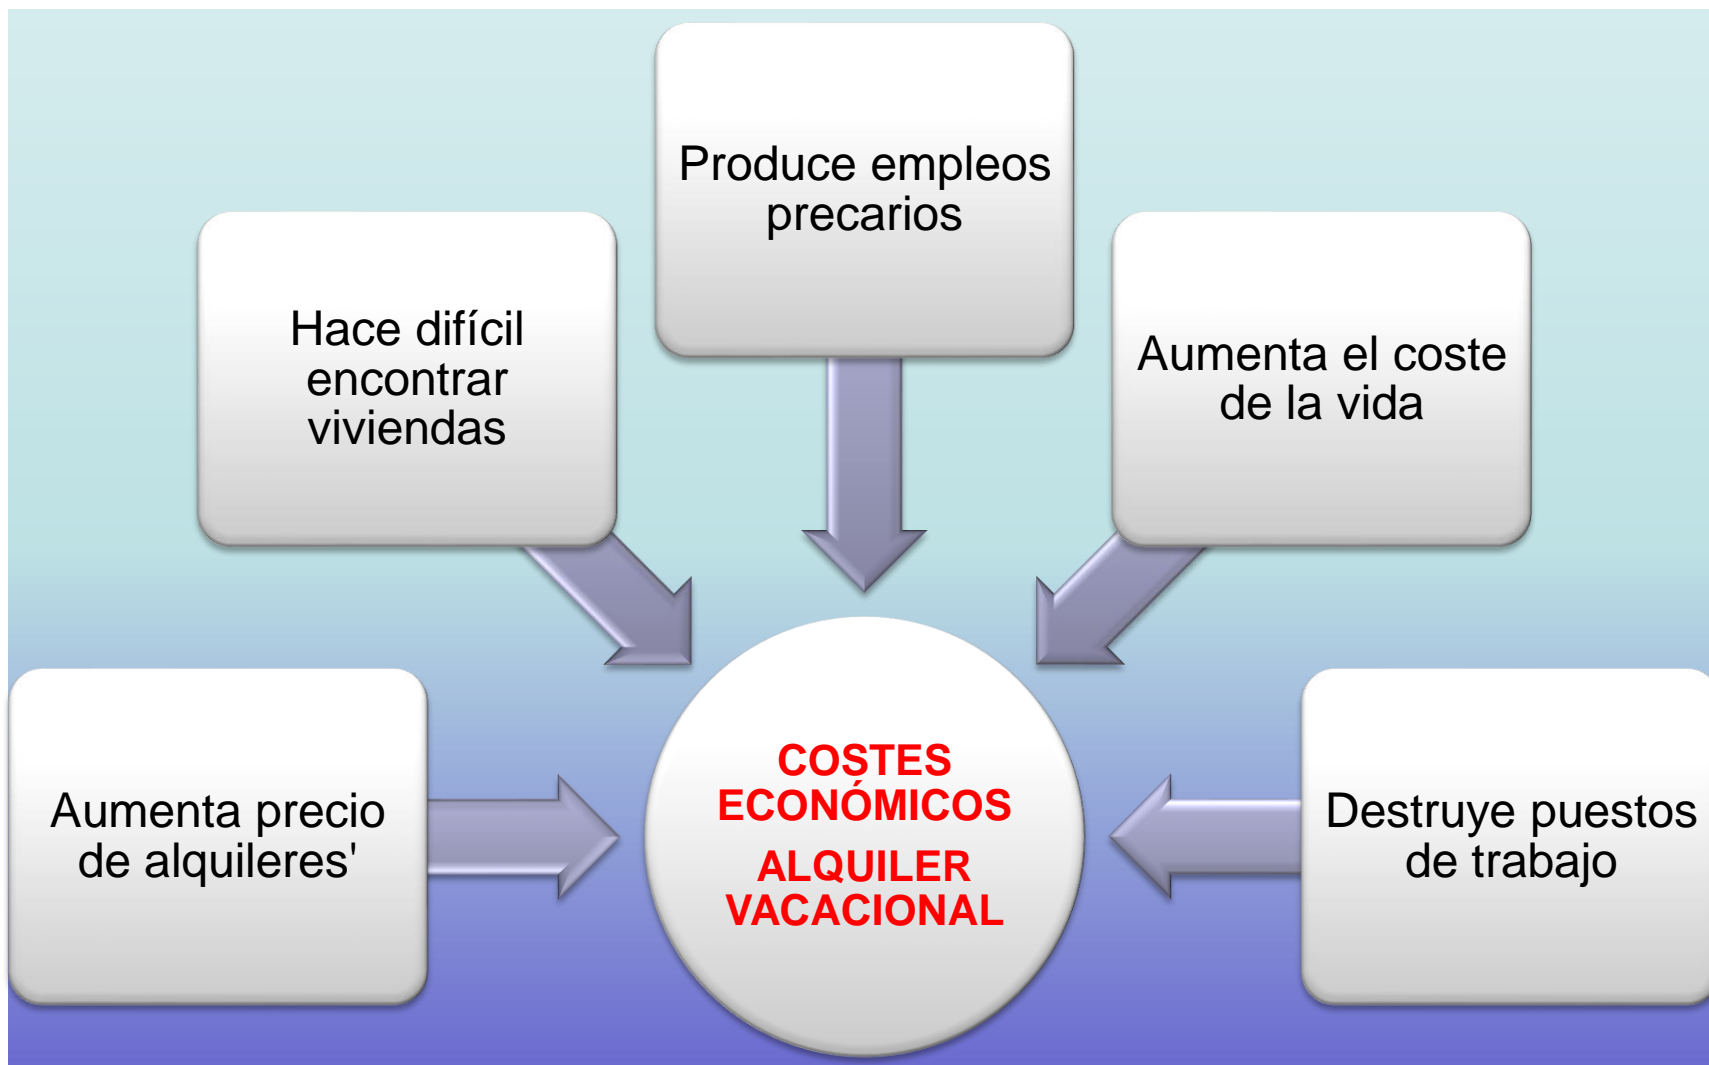 Aumenta precio
de alquileres'
Hace difícil
encontrar
viviendas
Produce empleos
precarios
Aumenta el coste
de la vida
Destruye puestos
de trabajo
COSTES
ECONÓMICOS
ALQUILER
VACACIONAL